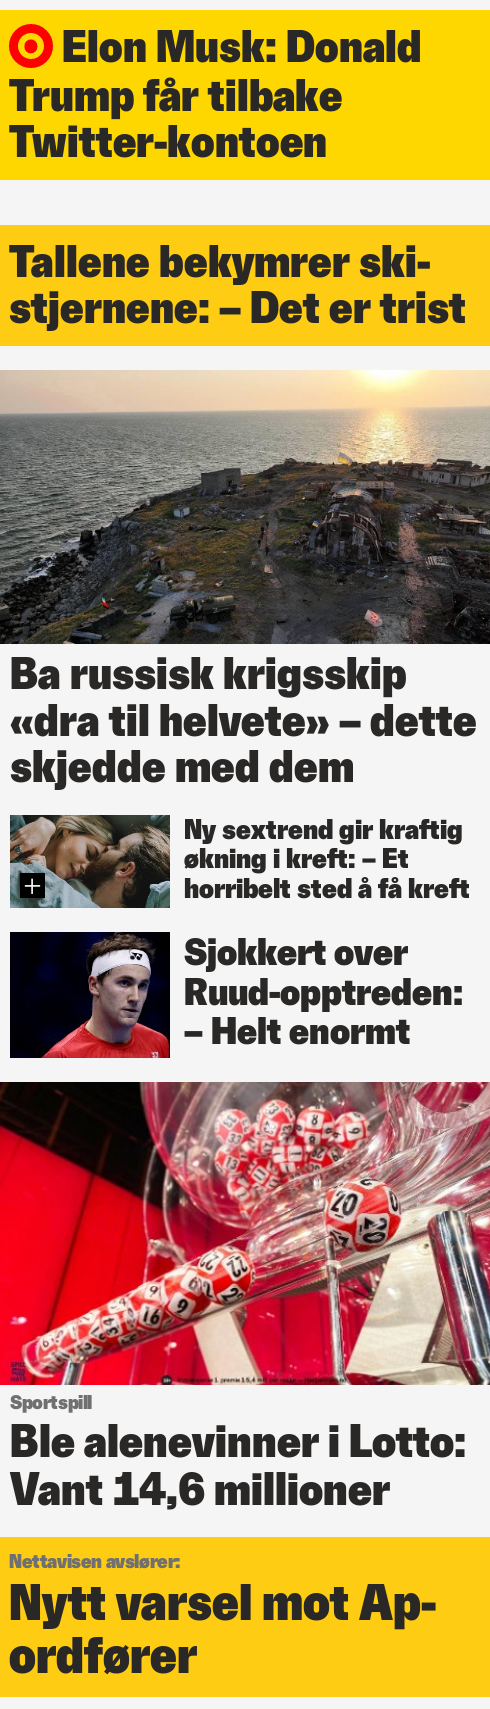 Elon Musk: Donald
Trump får tilbake
Twitter-kontoen
Tallene bekymrer ski-
stjernene: – Det er trist
Ba russisk krigsskip
«dra til helvete» – dette
skjedde med dem
Ny sextrend gir kraftig
økning i kreft: – Et
horribelt sted å få kreft
Sjokkert over
Ruud-opptreden:
– Helt enormt
Sportspill
Ble alenevinner i Lotto:
Vant 14,6 millioner
Nettavisen avslører:
Nytt varsel mot Ap-
ordfører